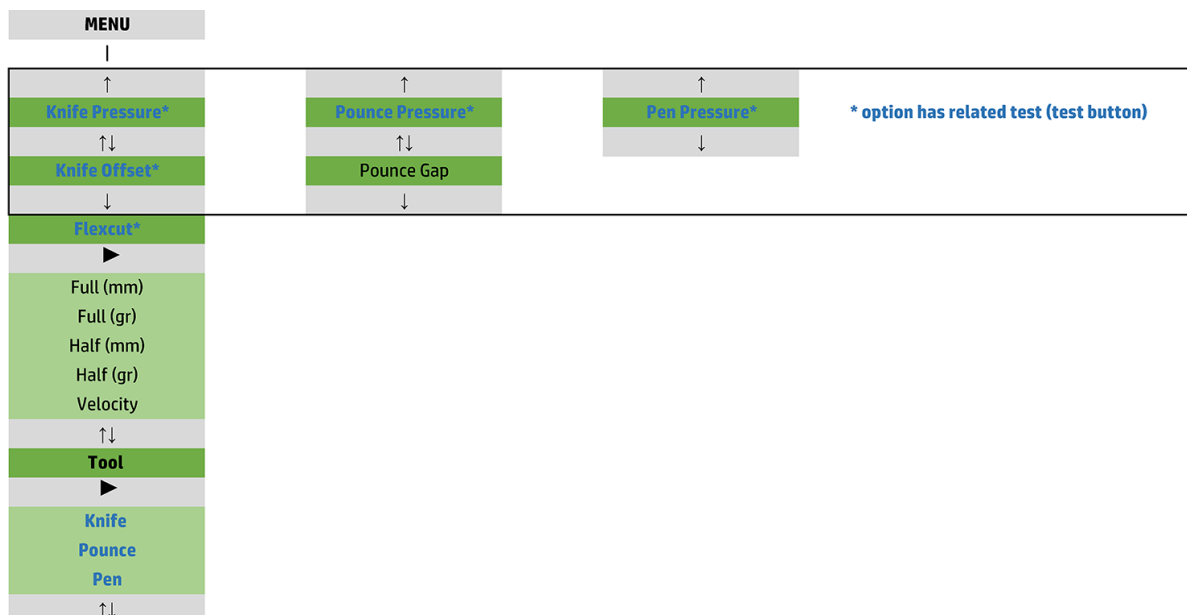 MENU
|
↑ ↑ ↑
Knife Pressure* Pounce Pressure* Pen Pressure* * option has related test (test button)
↑↓ ↑↓ ↓
Knife Offset* Pounce Gap
↓ ↓
Flexcut*
▶
Full (mm)
Full (gr)
Half (mm)
Half (gr)
Velocity
↑↓
Tool
▶
Knife
Pounce
Pen
↑↓